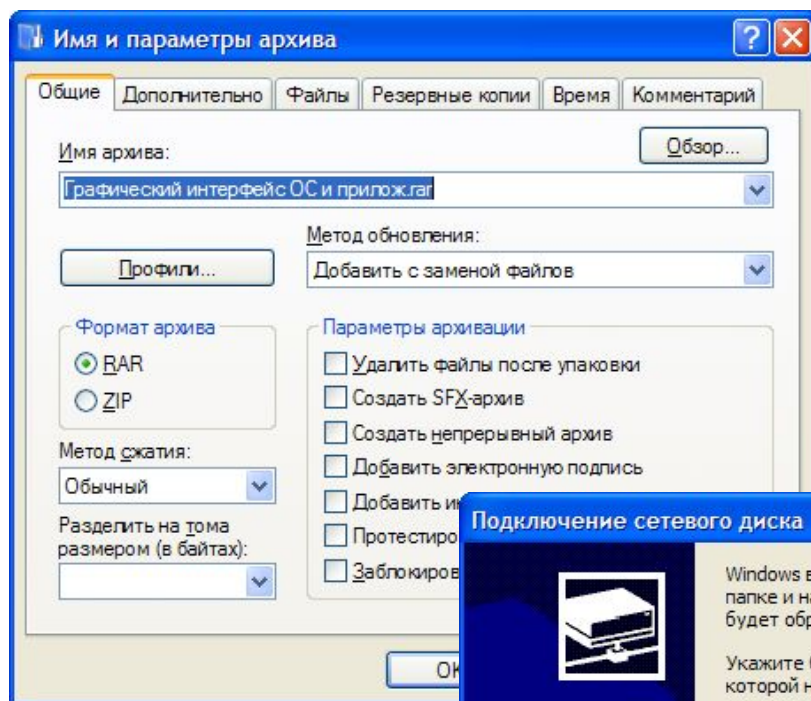 Имя и параметры архива
Общие Дополнительно Файлы Резервные копии Время Комментарий
Имя архива:
Обзор...
Графический интерфейс ОС и прилож.rar
Метод обновления:
Профили...
Добавить с заменой файлов
Формат архива
Параметры архивации
RAR
Удалить файлы после упаковки
ZIP
Создать SFX-архив
Создать непрерывный архив
Метод сжатия:
Добавить электронную подпись
Обычный
Добавить
Разделить на тома
размером (в байтах):
Подключение сетевого диска
Windows
папке и
будет
Укажите
которой